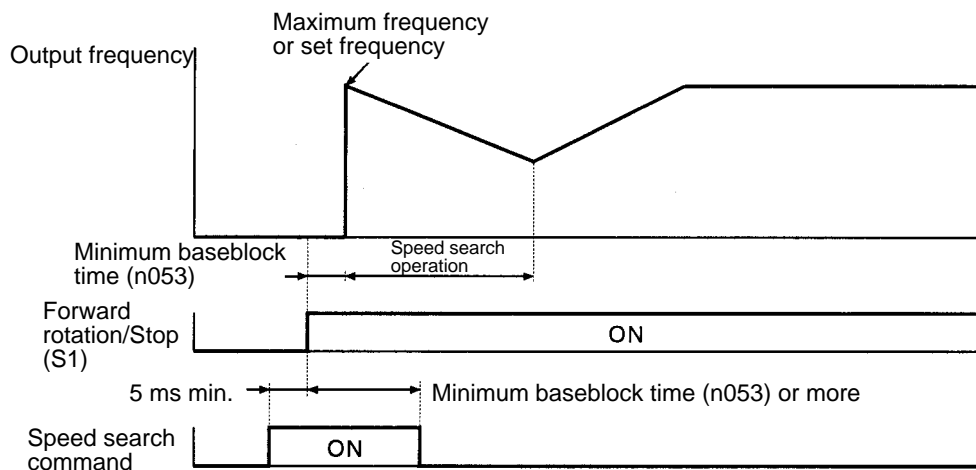 Maximum frequency
or set frequency
Output frequency
Minimum baseblock
time (n053)
Speed search
operation
Forward
rotation/Stop
(S1)
ON
5 ms min.
Minimum baseblock time (n053) or more
Speed search
command
ON